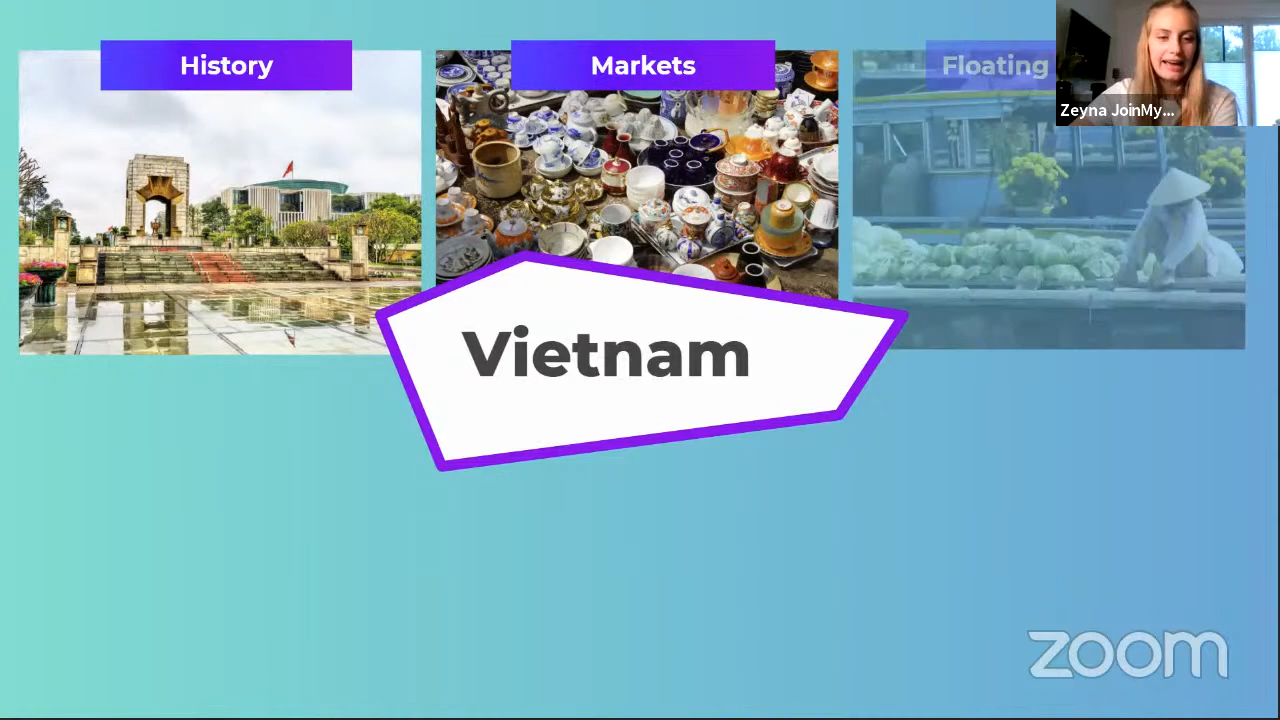 History
Markets
Floating
Zeyna JoinMy...
Vietnam
zoom